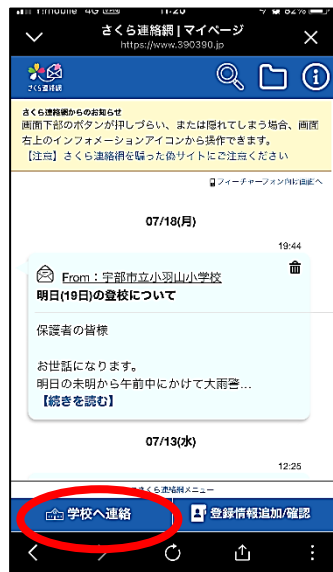 11:20
さくら連絡網 | マイページ
https://www.390390.jp
さくら連絡網
さくら連絡網からのお知らせ
画面下部のボタンが押しづらい、または隠れてしまう場合、画面
右上のインフォメーションアイコンから操作できます。
【注意】さくら連絡網を騙った偽サイトにご注意ください
フィーチャーフォン向け画面へ
07/18(月)
19:44
From：宇部市立小羽山小学校
明日(19日)の登校について
保護者の皆様
お世話になります。
明日の未明から午前中にかけて大雨警...
【続きを読む】
07/13(水)
12:25
さくら連絡網メニュー
学校へ連絡
登録情報追加/確認